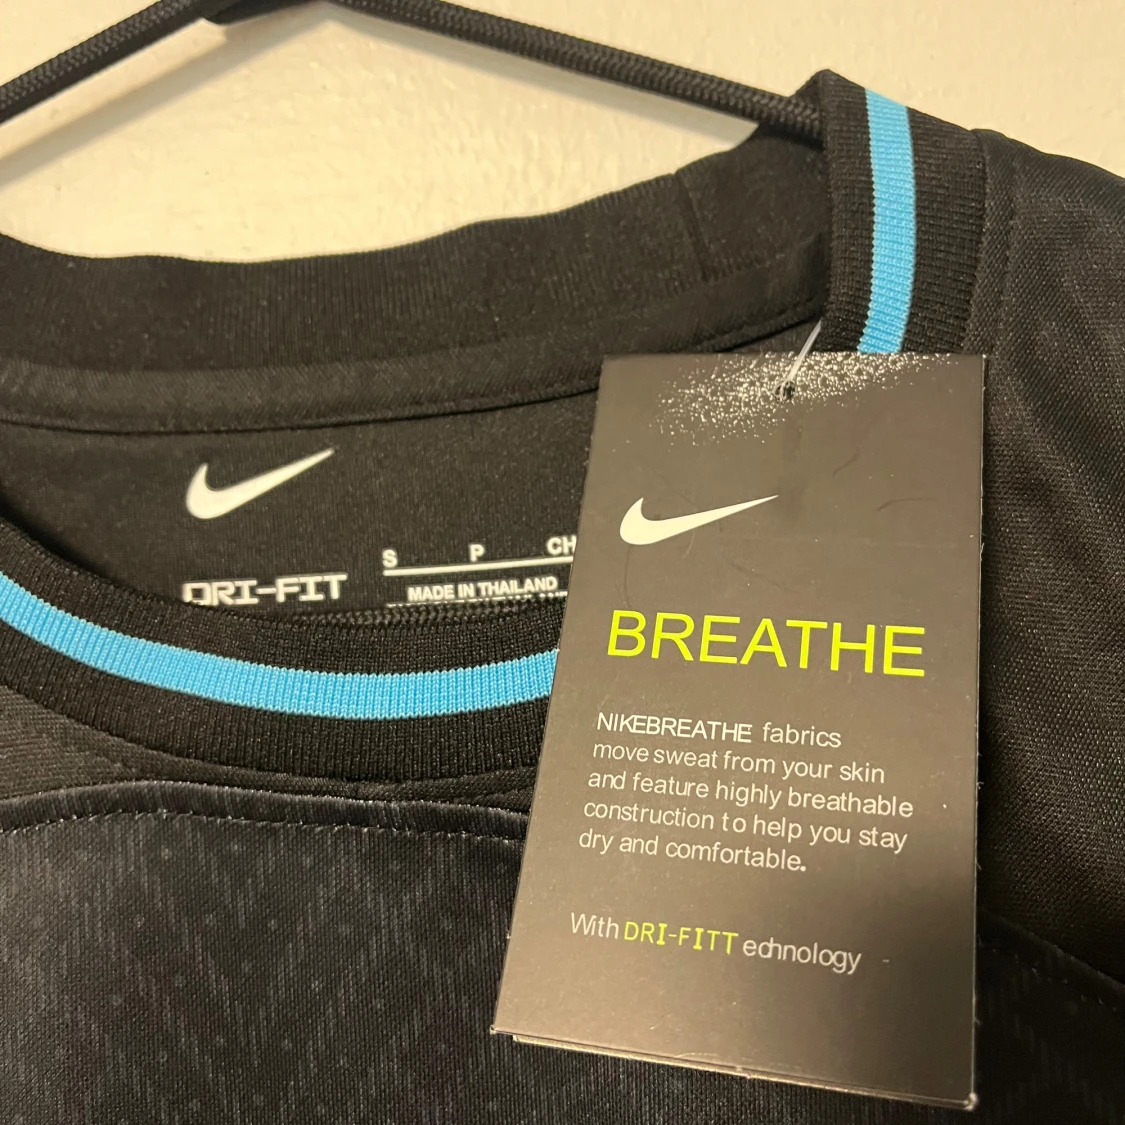 DRI-FIT
S P CH
MADE IN THAILAND
BREATHE
NIKEBREATHE fabrics
move sweat from your skin
and feature highly breathable
construction to help you stay
dry and comfortable.
With DRI-FITT echnology